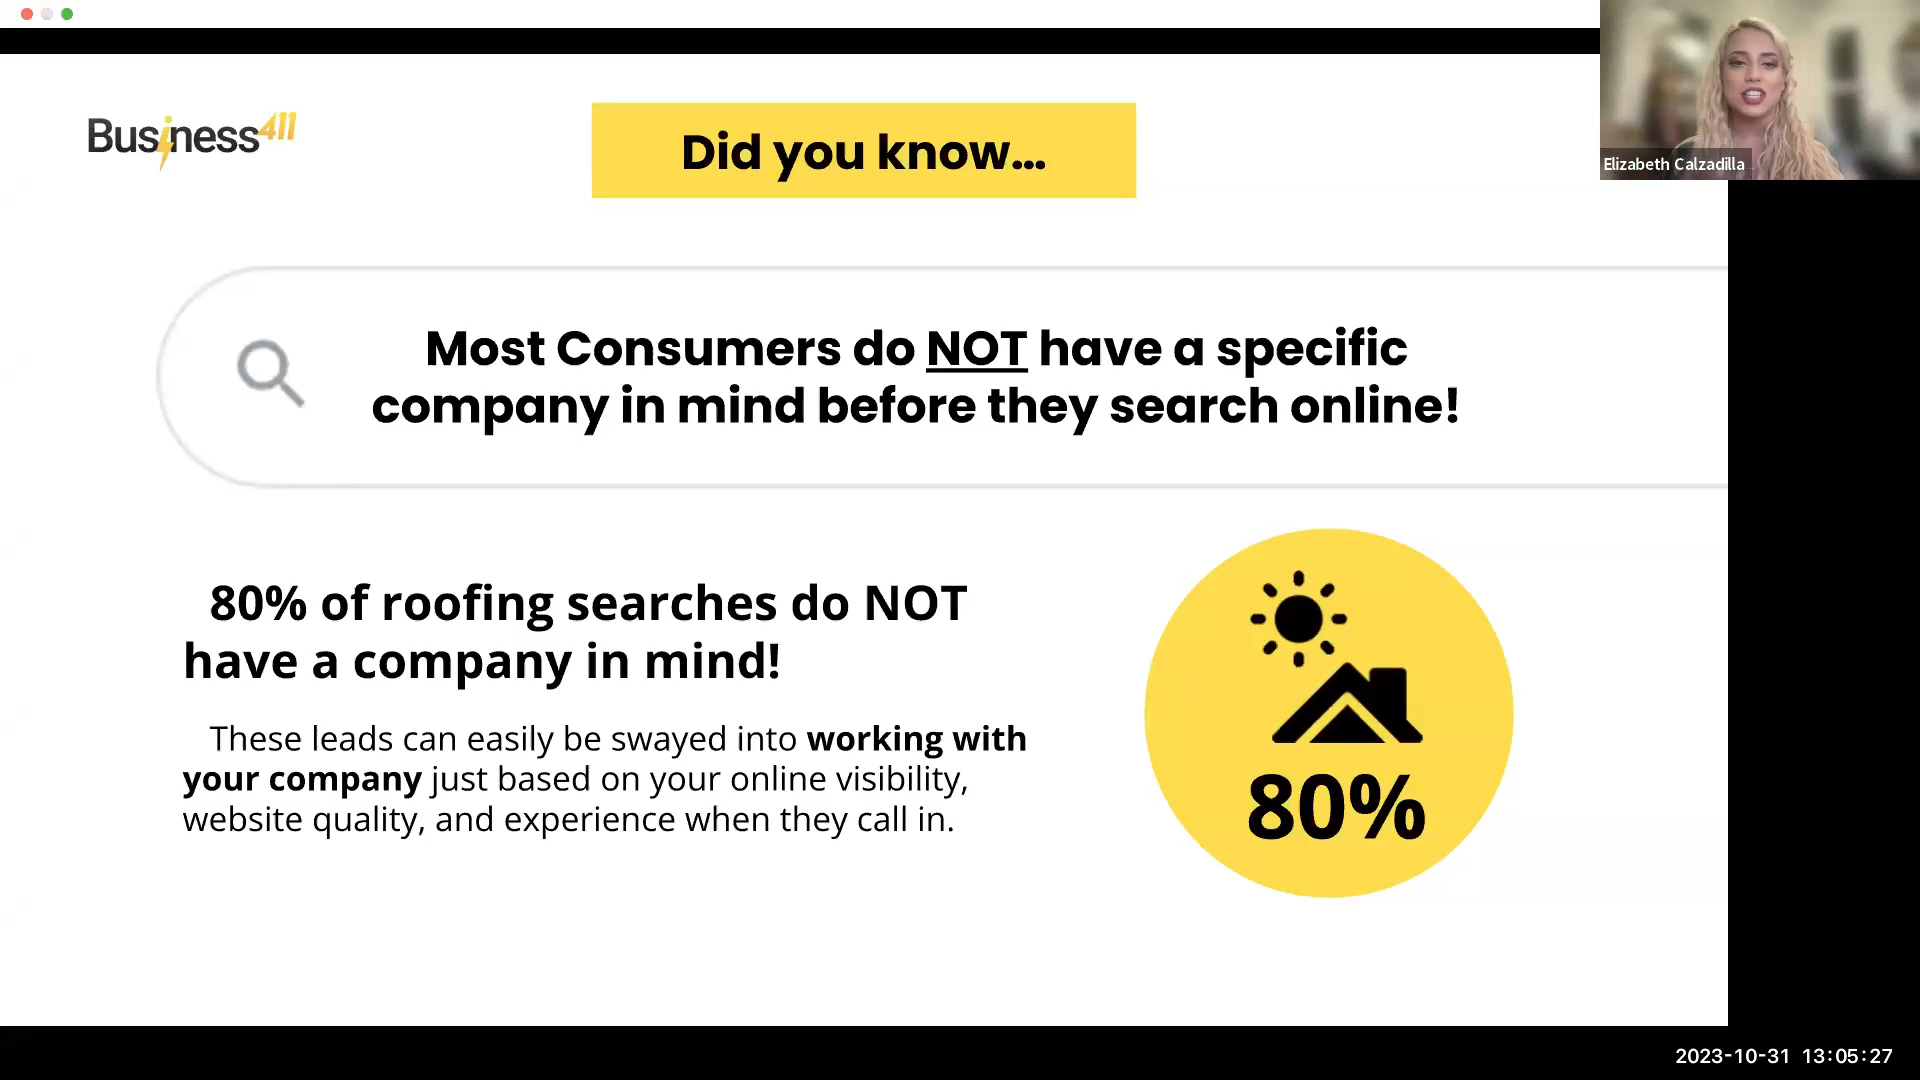 Business411
Did you know...
Elizabeth Calzadilla
Most Consumers do NOT have a specific
company in mind before they search online!
80% of roofing searches do NOT
have a company in mind!
These leads can easily be swayed into working with
your company just based on your online visibility,
website quality, and experience when they call in.
80%
2023-10-31 13:05:27